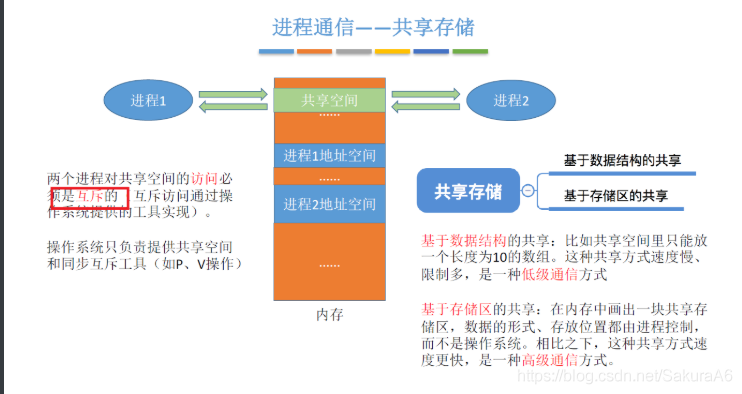 进程通信——共享存储
进程1
共享空间
进程2
······
进程1地址空间
······
进程2地址空间
······
内存
两个进程对共享空间的访问必
须是互斥的 互斥访问通过操
作系统提供的工具实现）。
操作系统只负责提供共享空间
和同步互斥工具（如P、V操作）
共享存储
基于数据结构的共享
基于存储区的共享
基于数据结构的共享：比如共享空间里只能放
一个长度为10的数组。这种共享方式速度慢、
限制多，是一种低级通信方式
基于存储区的共享：在内存中画出一块共享存
储区，数据的形式、存放位置都由进程控制，
而不是操作系统。相比之下，这种共享方式速
度更快，是一种高级通信方式。
https://blog.csdn.net/SakuraA6